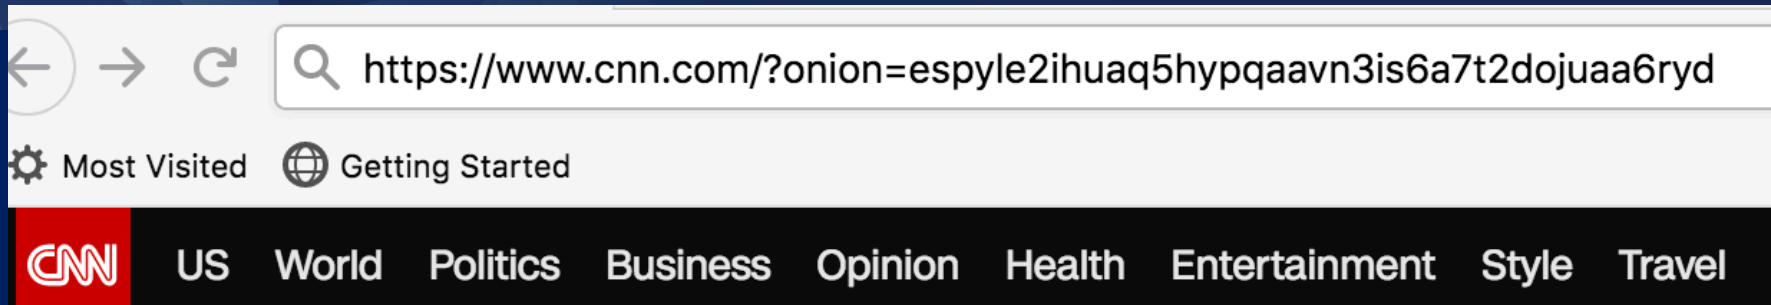 https://www.cnn.com/?onion=espyle2ihuaq5hypqaavn3is6a7t2dojuaa6ryd
Most Visited Getting Started
CNN US World Politics Business Opinion Health Entertainment Style Travel